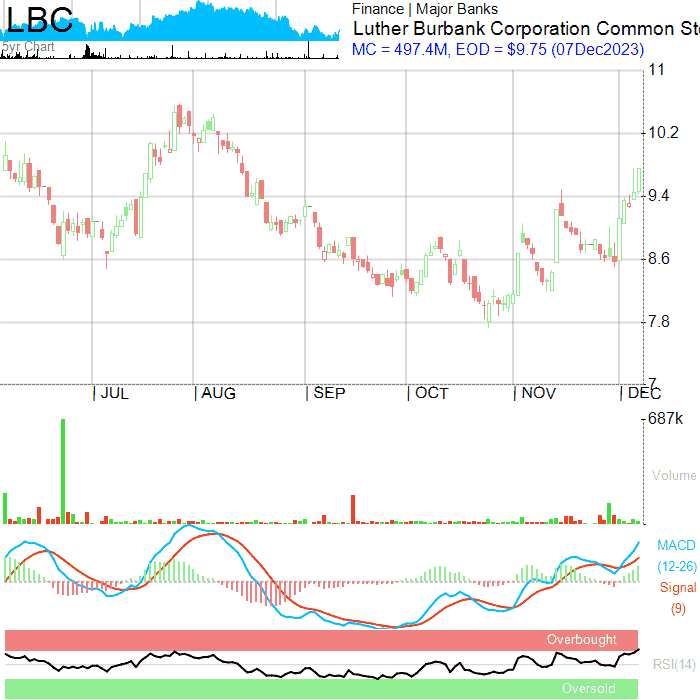 LBC
5yr Chart
Finance | Major Banks
Luther Burbank Corporation Common Sto
MC = 497.4M, EOD = $9.75 (07Dec2023)
11
10.2
9.4
8.6
7.8
7
JUL AUG SEP OCT NOV DEC
687k
Volume
MACD
(12-26)
Signal
(9)
Overbought
RSI(14)
Oversold